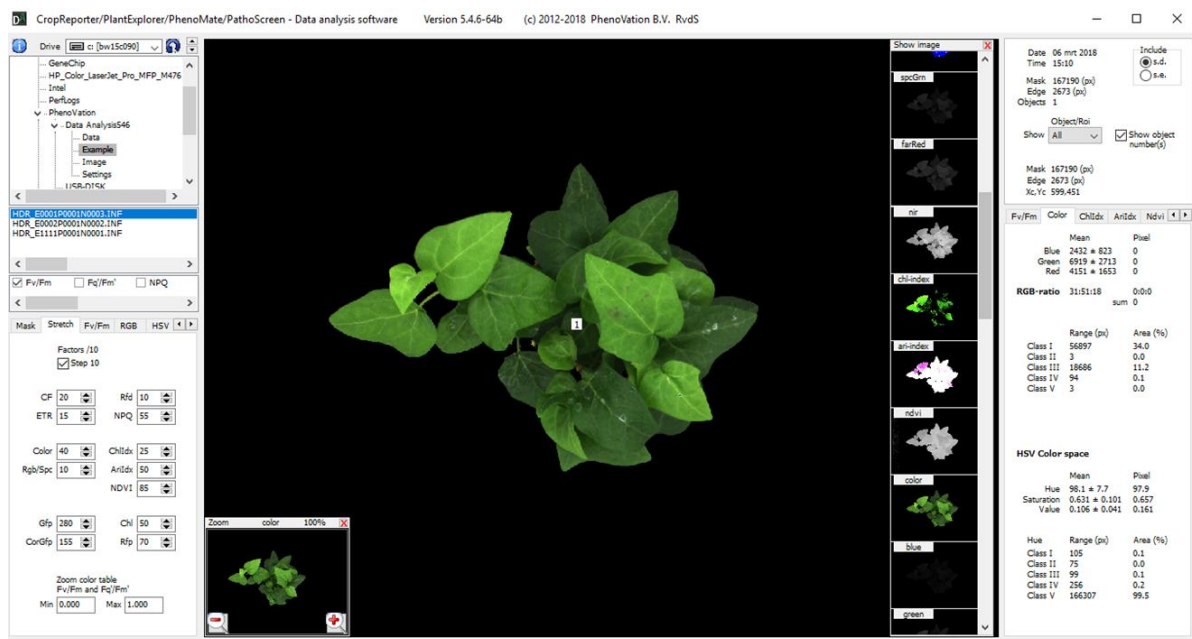 CropReporter/PlantExplorer/PhenoMate/PathoScreen - Data analysis software Version 5.4.6-64b (c) 2012-2018 PhenoVation B.V. RvdS
Drive c: [bw15c090]
GeneChip
HP_Color_LaserJet_Pro_MFP_M476
Intel
PerfLogs
PhenoVation
Data Analysis546
Data
Example
Image
Settings
USB-DISK
HDR_E0001P0001N0003.INF
HDR_E0002P0001N0002.INF
HDR_E1111P0001N0001.INF
Fv/Fm Fq'/Fm' NPQ
Mask Stretch Fv/Fm RGB HSV
Factors /10
Step 10
CF 20 Rfd 10
ETR 15 NPQ 55
Color 40 ChlIdx 25
Rgb/Spc 10 AriIdx 50
NDVI 85
Gfp 280 Chl 50
CorGfp 155 Rfp 70
Zoom color table
Fv/Fm and Fq'/Fm'
Min 0.000 Max 1.000
1
Zoom color 100% X
Show image X
spcGrn
farRed
nir
chl-index
ari-index
ndvi
color
blue
green
Date 06 mrt 2018
Time 15:10
Include
s.d.
s.e.
Mask 167190 (px)
Edge 2673 (px)
Objects 1
Object/Roi
Show All Show object number(s)
Mask 167190 (px)
Edge 2673 (px)
Xc,Yc 599,451
Fv/Fm Color ChlIdx AriIdx Ndvi
Mean Pixel
Blue 2432 ± 823 0
Green 6919 ± 2713 0
Red 4151 ± 1653 0
RGB-ratio 31:51:18 0:0:0
sum 0
Range (px) Area (%)
Class I 56897 34.0
Class II 3 0.0
Class III 18686 11.2
Class IV 94 0.1
Class V 3 0.0
HSV Color space
Mean Pixel
Hue 98.1 ± 7.7 97.9
Saturation 0.631 ± 0.101 0.657
Value 0.106 ± 0.041 0.161
Hue Range (px) Area (%)
Class I 105 0.1
Class II 75 0.0
Class III 99 0.1
Class IV 256 0.2
Class V 166307 99.5